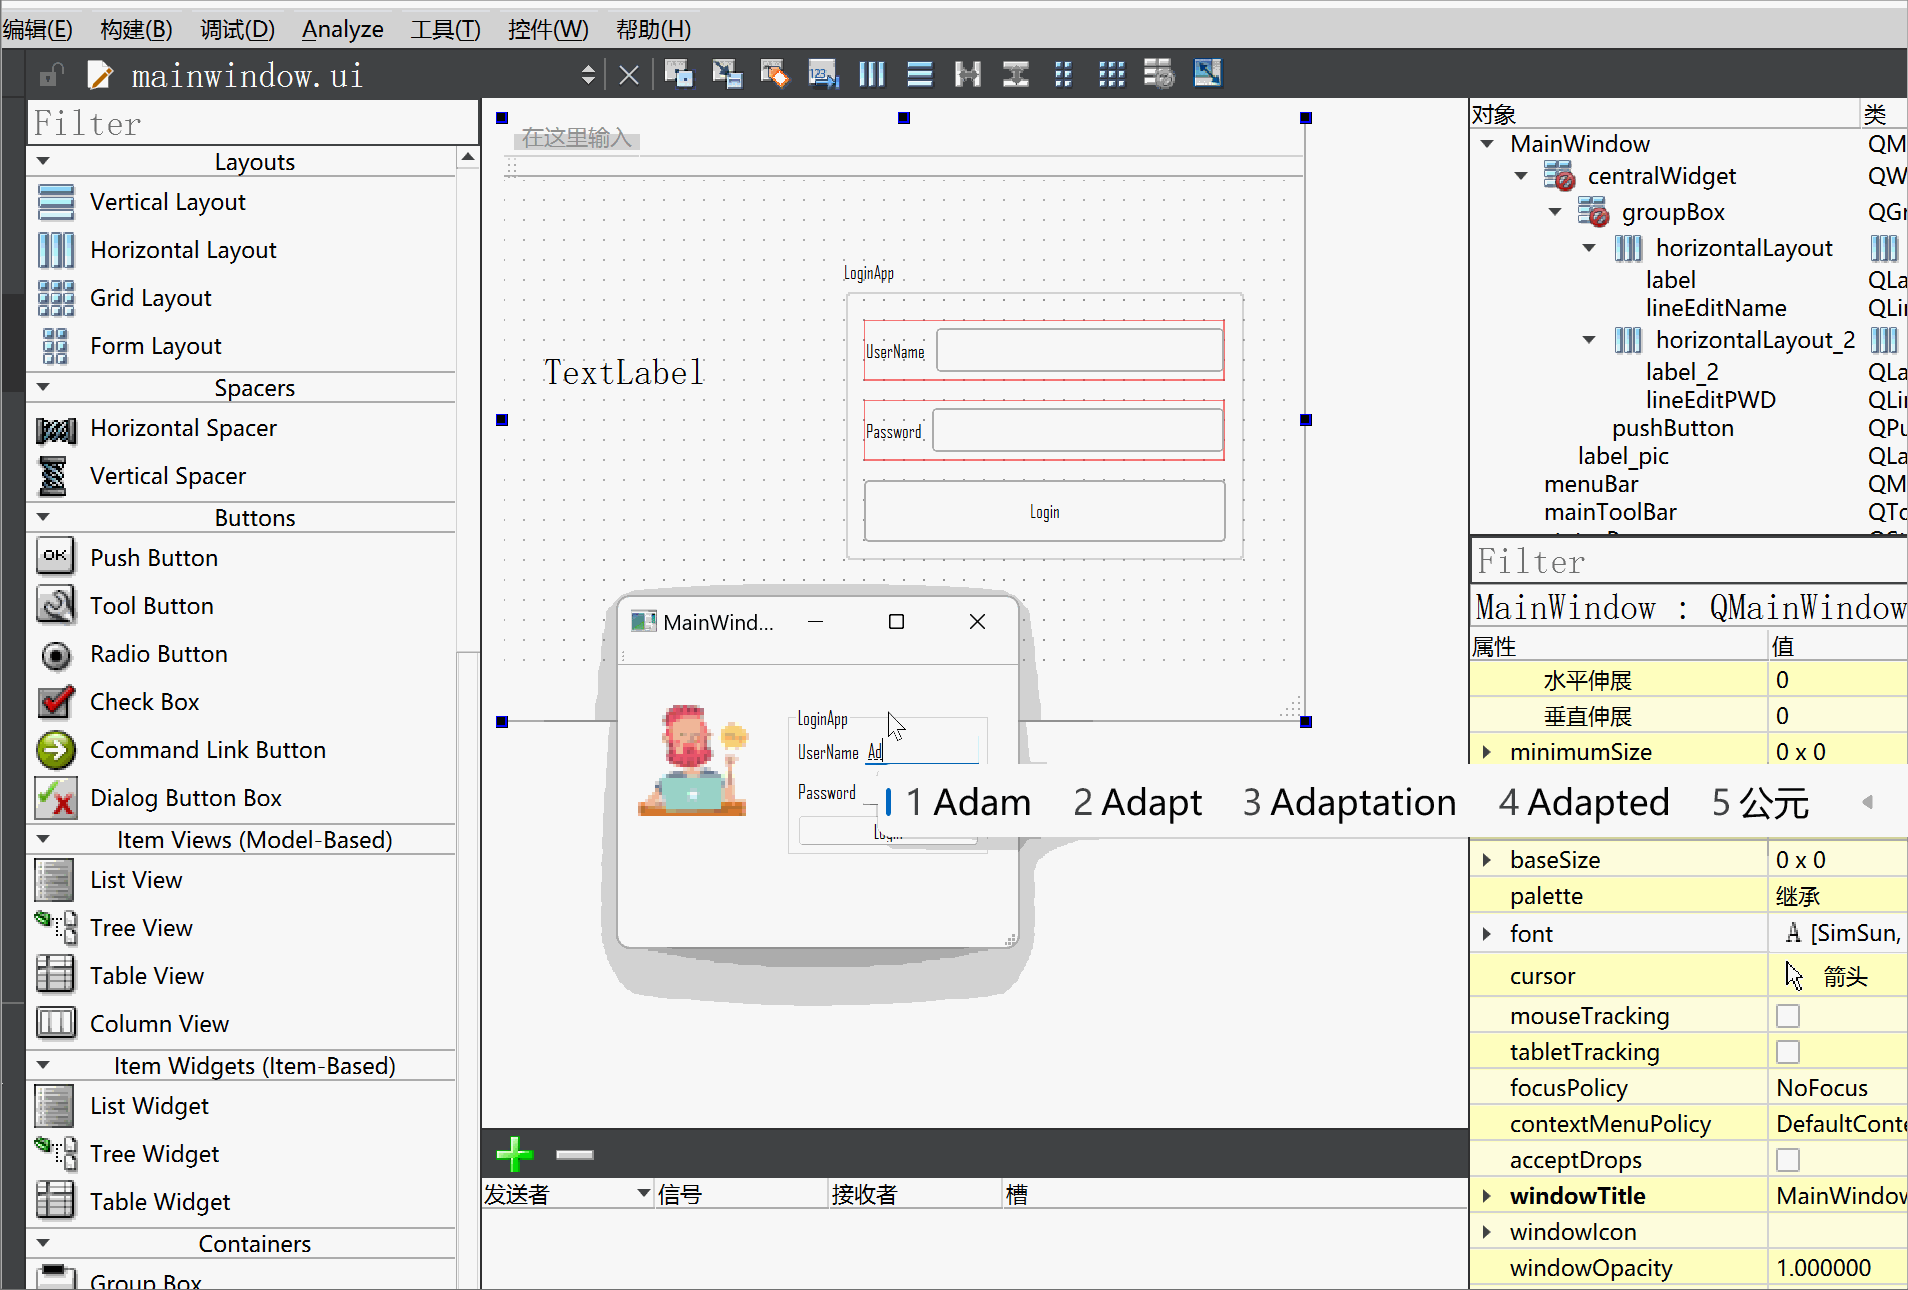 编辑(E) 构建(B) 调试(D) Analyze 工具(T) 控件(W) 帮助(H)
mainwindow.ui
Filter
Layouts
Vertical Layout
Horizontal Layout
Grid Layout
Form Layout
Spacers
Horizontal Spacer
Vertical Spacer
Buttons
OK Push Button
Tool Button
Radio Button
Check Box
Command Link Button
Dialog Button Box
Item Views (Model-Based)
List View
Tree View
Table View
Column View
Item Widgets (Item-Based)
List Widget
Tree Widget
Table Widget
Containers
Group Box
在这里输入
TextLabel
LoginApp
UserName
Password
Login
MainWind...
LoginApp
UserName Ad
Password
1 Adam 2 Adapt 3 Adaptation 4 Adapted 5 公元
发送者 信号 接收者 槽
对象 类
MainWindow QM
centralWidget QW
groupBox QGr
horizontalLayout
label QLa
lineEditName QLi
horizontalLayout_2
label_2 QLa
lineEditPWD QLi
pushButton QPu
label_pic QLa
menuBar QM
mainToolBar QTo
Filter
MainWindow : QMainWindow
属性 值
水平伸展 0
垂直伸展 0
minimumSize 0 x 0
baseSize 0 x 0
palette 继承
font A [SimSun,
cursor 箭头
mouseTracking
tabletTracking
focusPolicy NoFocus
contextMenuPolicy DefaultConte
acceptDrops
windowTitle MainWindow
windowIcon
windowOpacity 1.000000